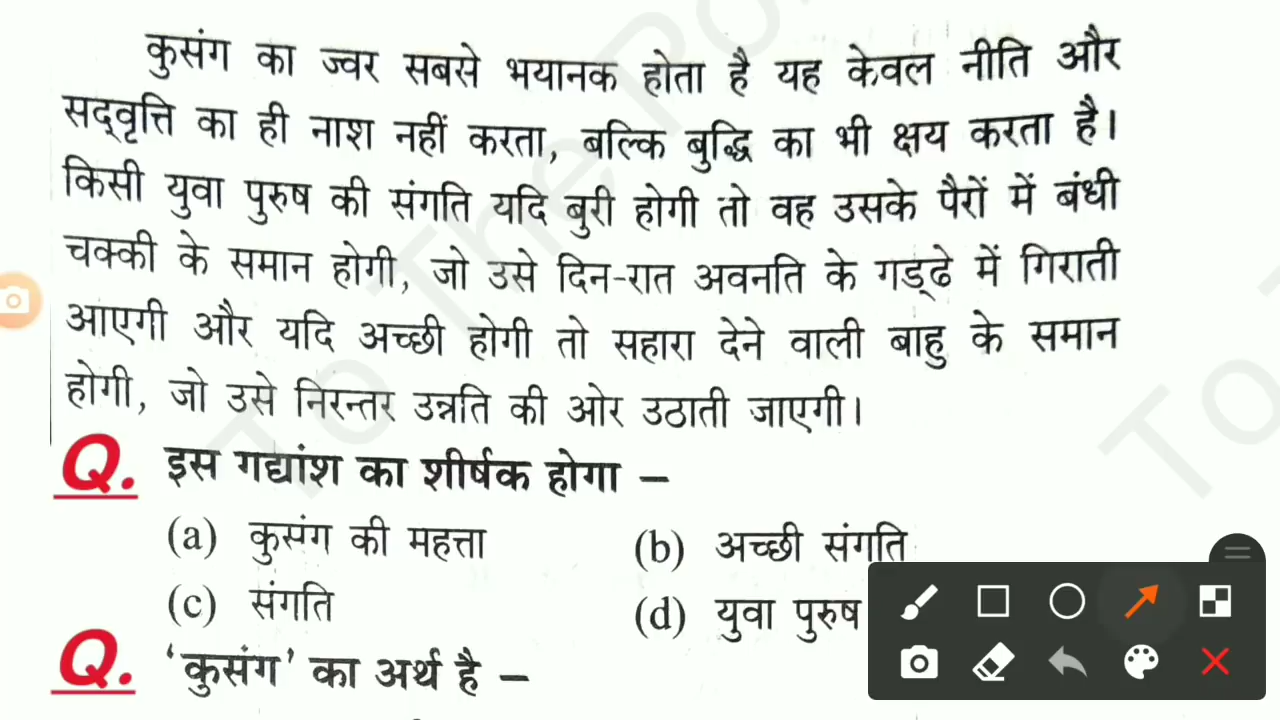 कुसंग का ज्वर सबसे भयानक होता है यह केवल नीति और
सद्‌वृत्ति का ही नाश नहीं करता, बल्कि बुद्धि का भी क्षय करता है।
किसी युवा पुरुष की संगति यदि बुरी होगी तो वह उसके पैरों में बंधी
चक्की के समान होगी, जो उसे दिन-रात अवनति के गड्‌ढे में गिराती
आएगी और यदि अच्छी होगी तो सहारा देने वाली बाहु के समान
होगी, जो उसे निरन्तर उन्नति की ओर उठाती जाएगी।
Q. इस गद्यांश का शीर्षक होगा –
(a) कुसंग की महत्ता (b) अच्छी संगति
(c) संगति (d) युवा पुरुष
Q. ‘कुसंग’ का अर्थ है –